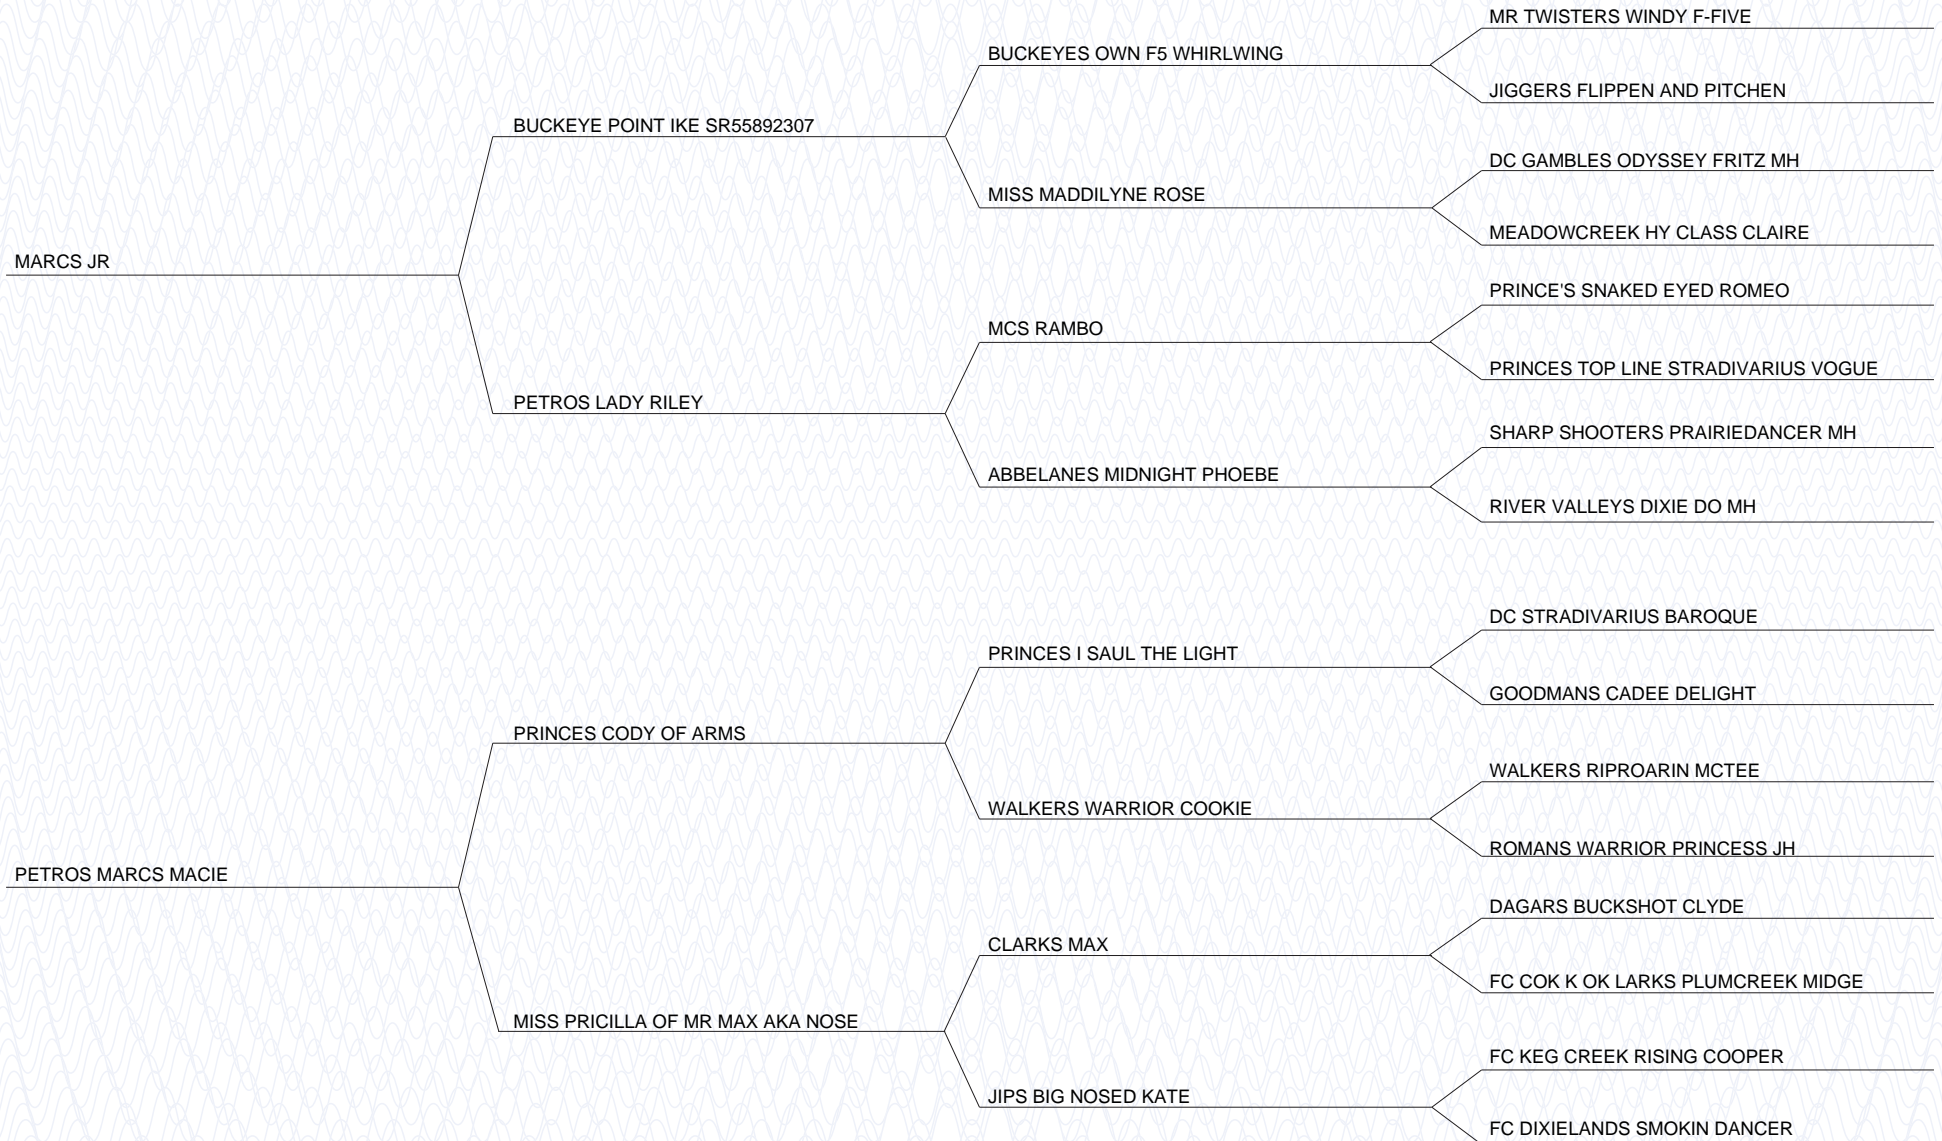 MR TWISTERS WINDY F-FIVE
BUCKEYES OWN F5 WHIRLWING
JIGGERS FLIPPEN AND PITCHEN
BUCKEYE POINT IKE SR55892307
DC GAMBLES ODYSSEY FRITZ MH
MISS MADDILYNE ROSE
MEADOWCREEK HY CLASS CLAIRE
MARCS JR
PRINCE'S SNAKED EYED ROMEO
MCS RAMBO
PRINCES TOP LINE STRADIVARIUS VOGUE
PETROS LADY RILEY
SHARP SHOOTERS PRAIRIEDANCER MH
ABBELANES MIDNIGHT PHOEBE
RIVER VALLEYS DIXIE DO MH
DC STRADIVARIUS BAROQUE
PRINCES I SAUL THE LIGHT
GOODMANS CADEE DELIGHT
PRINCES CODY OF ARMS
WALKERS RIPROARIN MCTEE
WALKERS WARRIOR COOKIE
ROMANS WARRIOR PRINCESS JH
PETROS MARCS MACIE
DAGARS BUCKSHOT CLYDE
CLARKS MAX
FC COK K OK LARKS PLUMCREEK MIDGE
MISS PRICILLA OF MR MAX AKA NOSE
FC KEG CREEK RISING COOPER
JIPS BIG NOSED KATE
FC DIXIELANDS SMOKIN DANCER